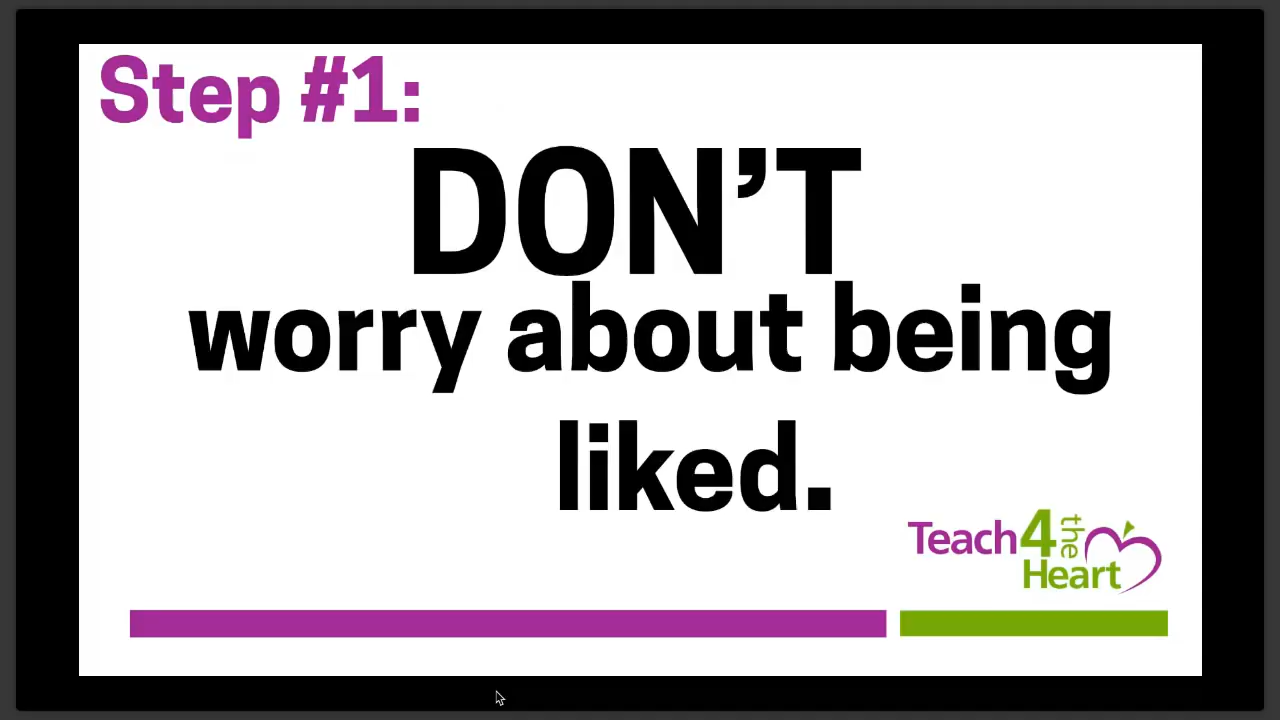 Step #1:
DON’T
worry about being
liked.
Teach4the
Heart